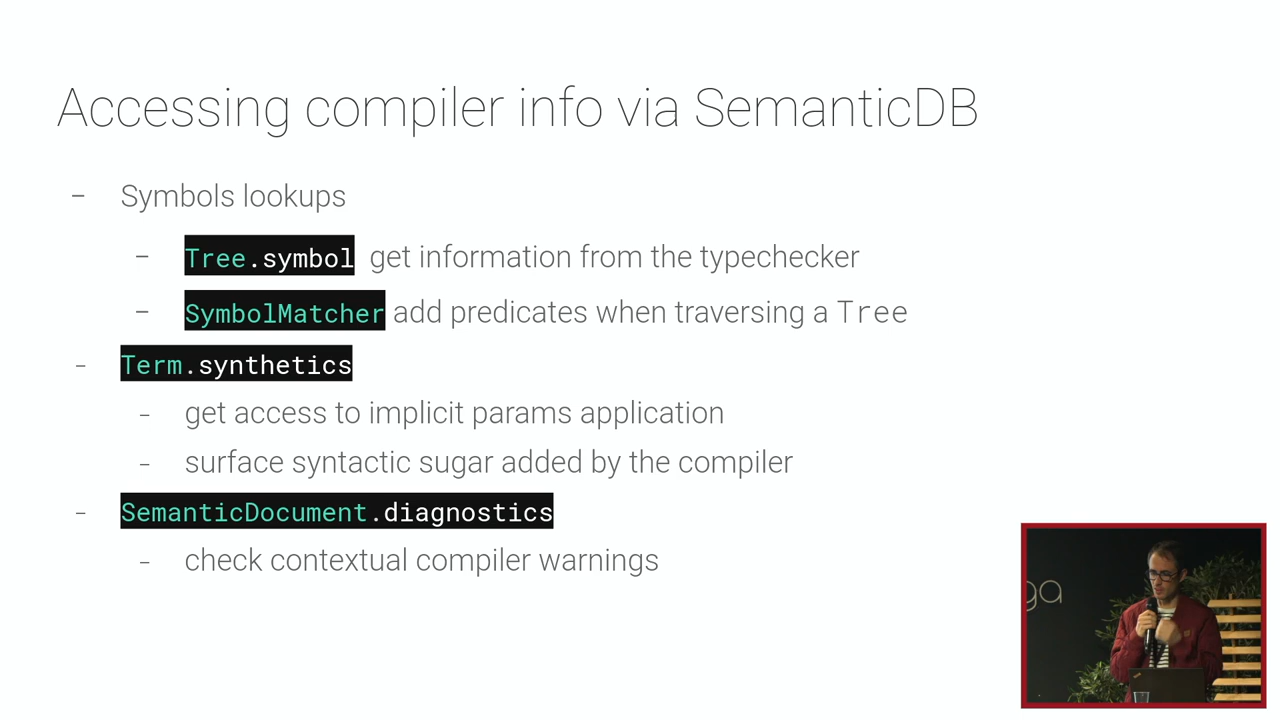 Accessing compiler info via SemanticDB
- Symbols lookups
- Tree.symbol get information from the typechecker
- SymbolMatcher add predicates when traversing a Tree
- Term.synthetics
- get access to implicit params application
- surface syntactic sugar added by the compiler
- SemanticDocument.diagnostics
- check contextual compiler warnings
ga